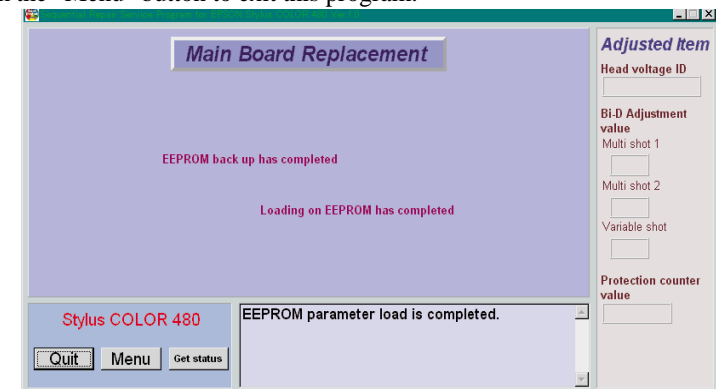 the "Menu" button to exit this program.
Main Board Replacement
EEPROM back up has completed
Loading on EEPROM has completed
Stylus COLOR 480
Quit
Menu
Get status
EEPROM parameter load is completed.
Adjusted Item
Head voltage ID
Bi-D Adjustment
value
Multi shot 1
Multi shot 2
Variable shot
Protection counter
value